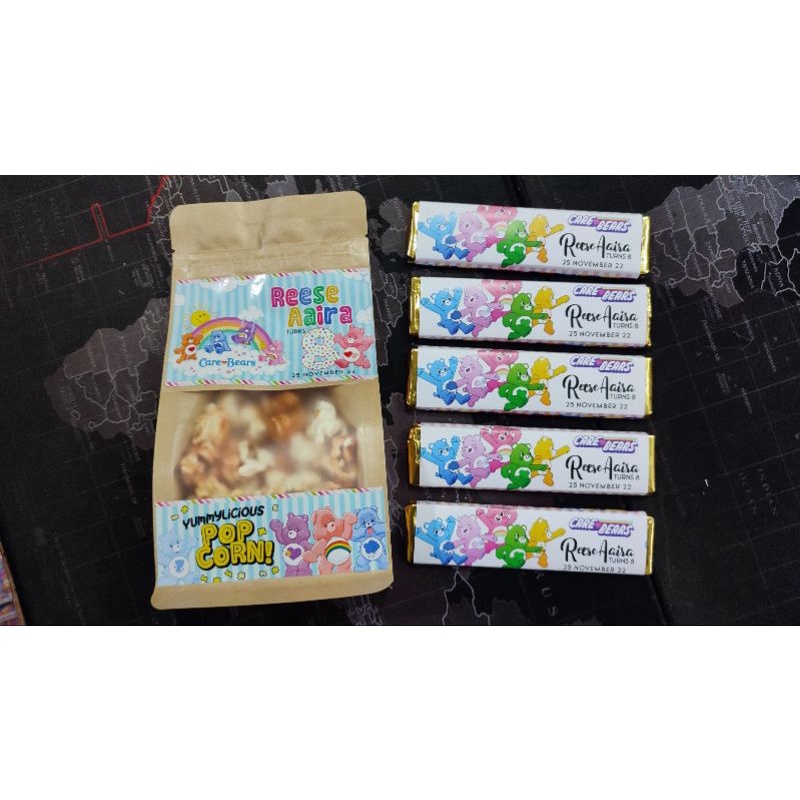 Reese
Aaira
TURNS
8
Care Bears
25 NOVEMBER 22
YUMMYLICIOUS
POP
CORN!
CARE BEARS
Reese Aaira
TURNS 8
25 NOVEMBER 22
CARE BEARS
Reese Aaira
TURNS 8
25 NOVEMBER 22
CARE BEARS
Reese Aaira
TURNS 8
25 NOVEMBER 22
CARE BEARS
Reese Aaira
TURNS 8
25 NOVEMBER 22
CARE BEARS
Reese Aaira
TURNS 8
25 NOVEMBER 22